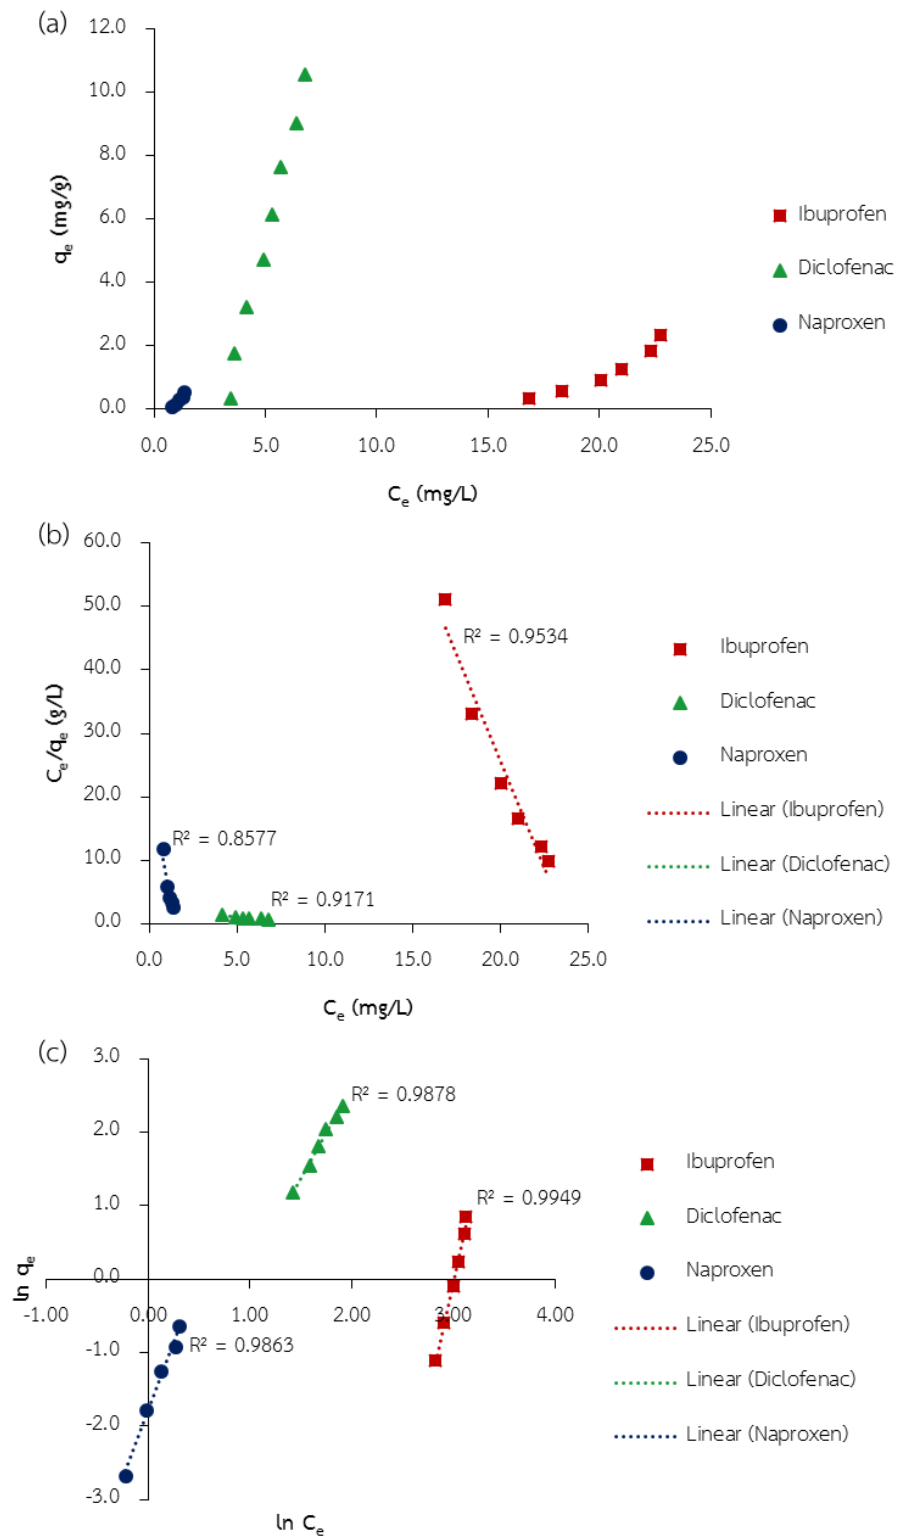 (a)
12.0
10.0
8.0
6.0
4.0
2.0
0.0
qe (mg/g)
0.0 5.0 10.0 15.0 20.0 25.0
Ce (mg/L)
Ibuprofen
Diclofenac
Naproxen
(b)
60.0
50.0
40.0
30.0
20.0
10.0
0.0
Ce/qe (g/L)
R² = 0.9534
R² = 0.8577
R² = 0.9171
0.0 5.0 10.0 15.0 20.0 25.0
Ce (mg/L)
Ibuprofen
Diclofenac
Naproxen
Linear (Ibuprofen)
Linear (Diclofenac)
Linear (Naproxen)
(c)
3.0
2.0
1.0
0.0
-1.0
-2.0
-3.0
ln qe
R² = 0.9878
R² = 0.9949
R² = 0.9863
-1.00 0.00 1.00 2.00 3.00 4.00
ln Ce
Ibuprofen
Diclofenac
Naproxen
Linear (Ibuprofen)
Linear (Diclofenac)
Linear (Naproxen)